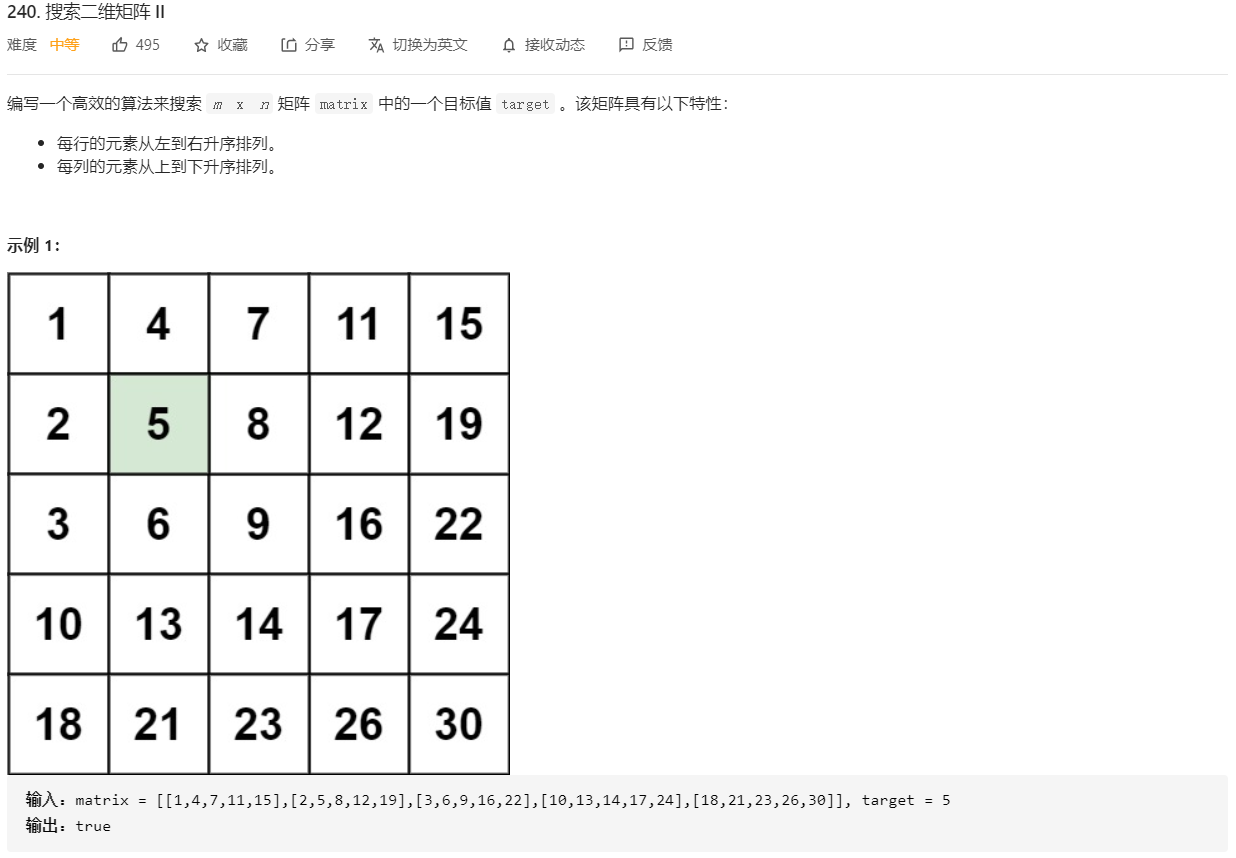 240. 搜索二维矩阵 II
难度 中等 495 收藏 分享 切换为英文 接收动态 反馈
编写一个高效的算法来搜索 m x n 矩阵 matrix 中的一个目标值 target 。该矩阵具有以下特性：
每行的元素从左到右升序排列。
每列的元素从上到下升序排列。
示例 1：
1 4 7 11 15
2 5 8 12 19
3 6 9 16 22
10 13 14 17 24
18 21 23 26 30
输入：matrix = [[1,4,7,11,15],[2,5,8,12,19],[3,6,9,16,22],[10,13,14,17,24],[18,21,23,26,30]], target = 5
输出：true